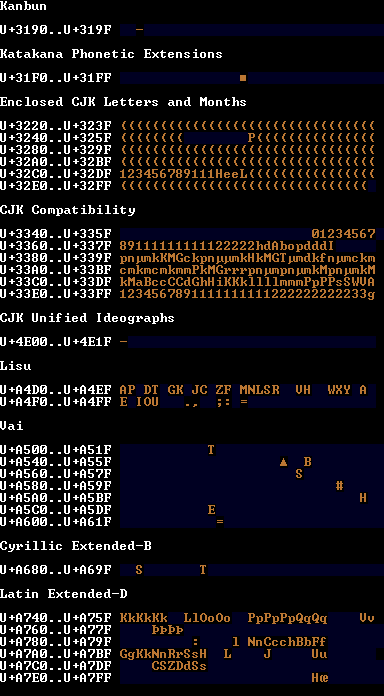 Kanbun
U+3190..U+319F   -
Katakana Phonetic Extensions
U+31F0..U+31FF                ▪
Enclosed CJK Letters and Months
U+3220..U+323F ((((((((((((((((((((((((((((((((
U+3240..U+325F ((((((((        P(((((((((((((((
U+3280..U+329F ((((((((((((((((((((((((((((((((
U+32A0..U+32BF ((((((((((((((((((((((((((((((((
U+32C0..U+32DF 123456789111HeeL((((((((((((((((
U+32E0..U+32FF (((((((((((((((((((((((((((((((
CJK Compatibility
U+3340..U+335F                         01234567
U+3360..U+337F 89111111111122222hdAbopdddI
U+3380..U+339F pnµmkKMGckpnµµmkHkMGTµmdkfnµmckm
U+33A0..U+33BF cmkmcmkmmPkMGrrrpnµmpnµmkMpnµmkM
U+33C0..U+33DF kMaBccCCdGhHiKKkllllmmmPpPPsSWVA
U+33E0..U+33FF 1234567891111111111222222222233g
CJK Unified Ideographs
U+4E00..U+4E1F -
Lisu
U+A4D0..U+A4EF AP DT GK JC ZF MNLSR  VH  WXY A
U+A4F0..U+A4FF E IOU   .,  ;: =
Vai
U+A500..U+A51F            T
U+A540..U+A55F                     ▲  B
U+A560..U+A57F                       S
U+A580..U+A59F                            #
U+A5A0..U+A5BF                               H
U+A5C0..U+A5DF            E
U+A600..U+A61F             =
Cyrillic Extended-B
U+A680..U+A69F   S       T
Latin Extended-D
U+A740..U+A75F KkKkKk  LlOoOo  PpPpPpQqQq    Vv
U+A760..U+A77F     ÞþÞþ
U+A780..U+A79F          :    l NnCcchBbFf
U+A7A0..U+A7BF GgKkNnRrSsH  L    J     Uu
U+A7C0..U+A7DF     CSZDdSs
U+A7E0..U+A7FF                         Hœ